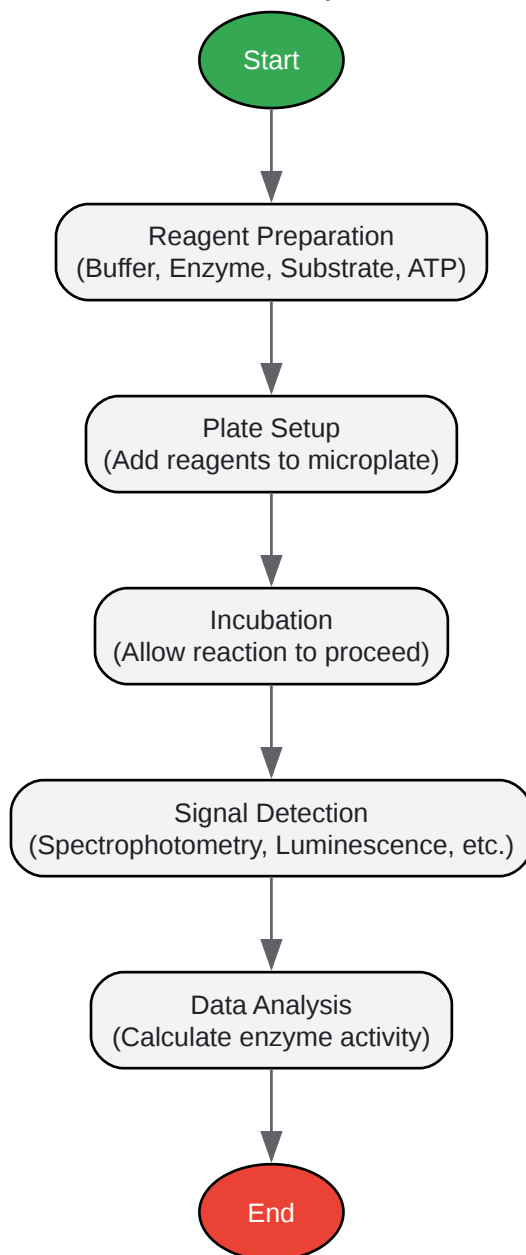 Start
Reagent Preparation
(Buffer, Enzyme, Substrate, ATP)
Plate Setup
(Add reagents to microplate)
Incubation
(Allow reaction to proceed)
Signal Detection
(Spectrophotometry, Luminescence, etc.)
Data Analysis
(Calculate enzyme activity)
End